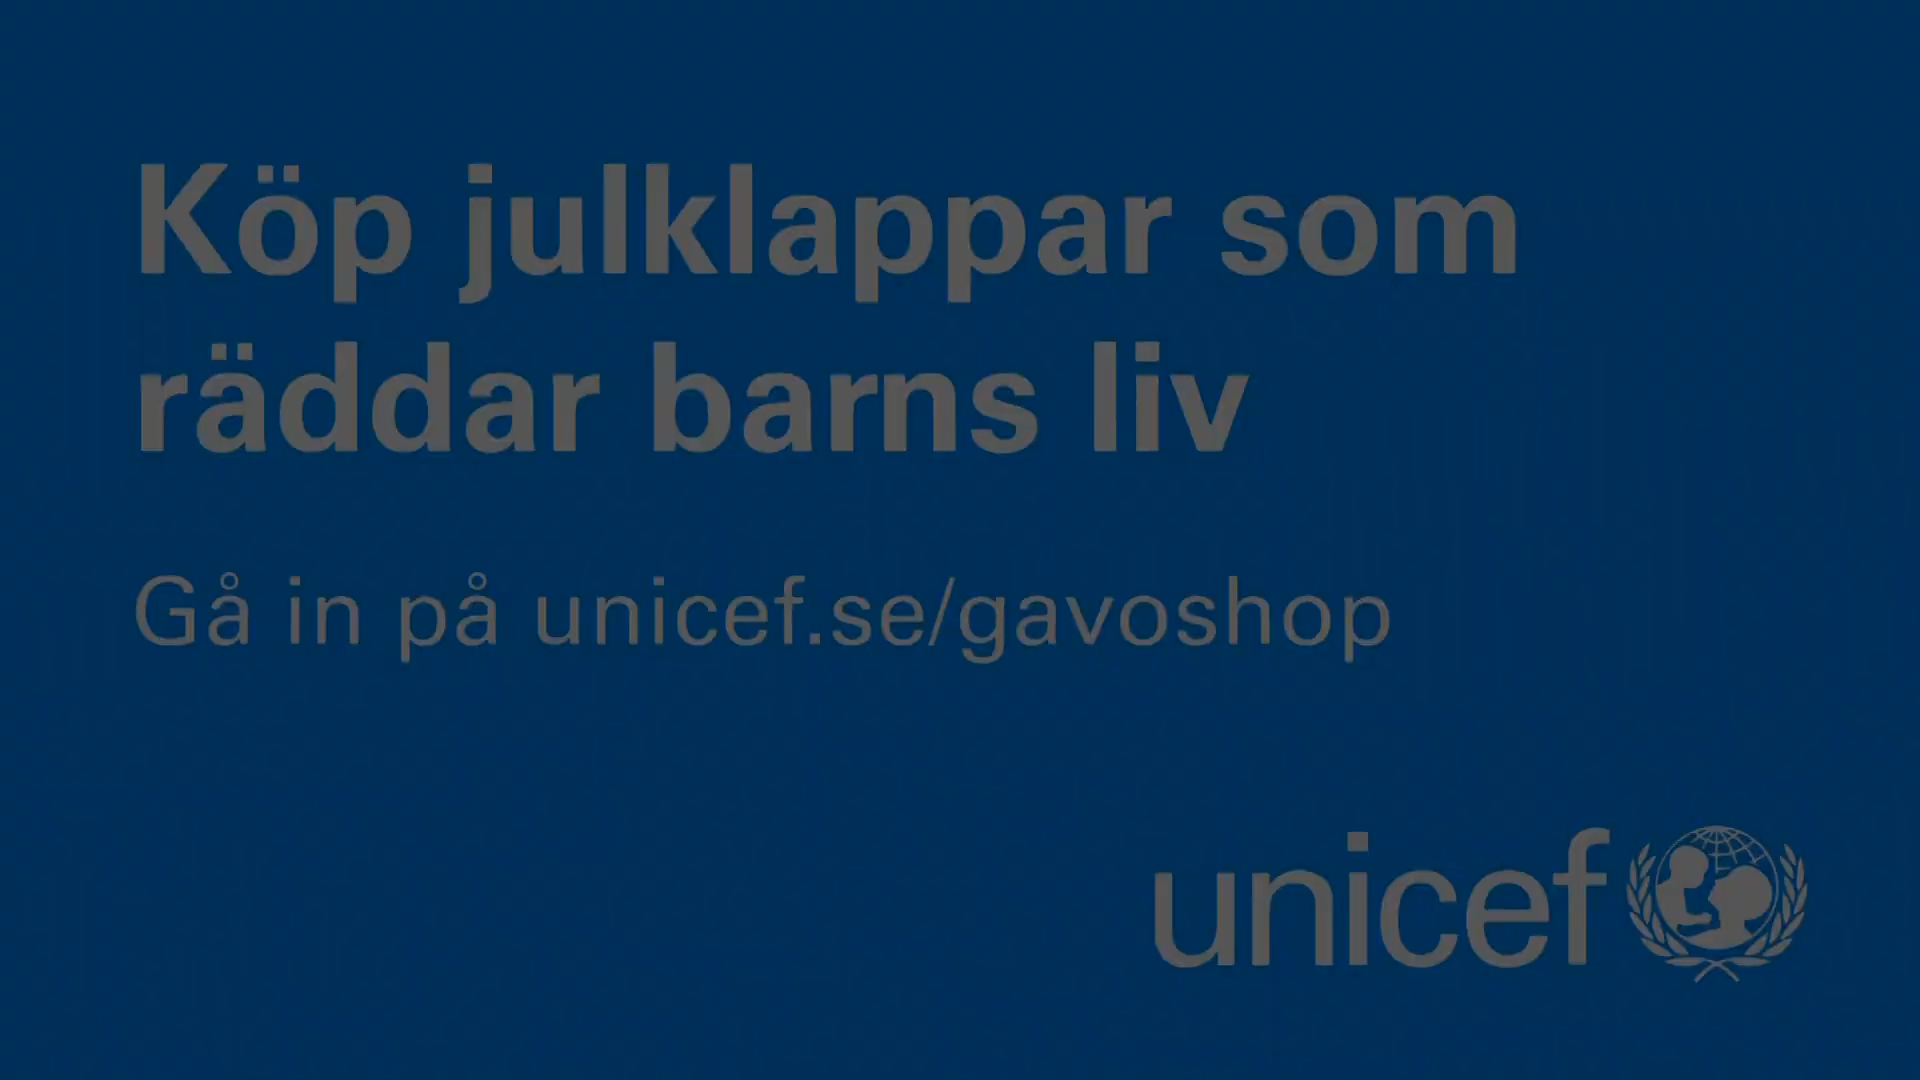 Köp julklappar som
räddar barns liv
Gå in på unicef.se/gavoshop
unicef